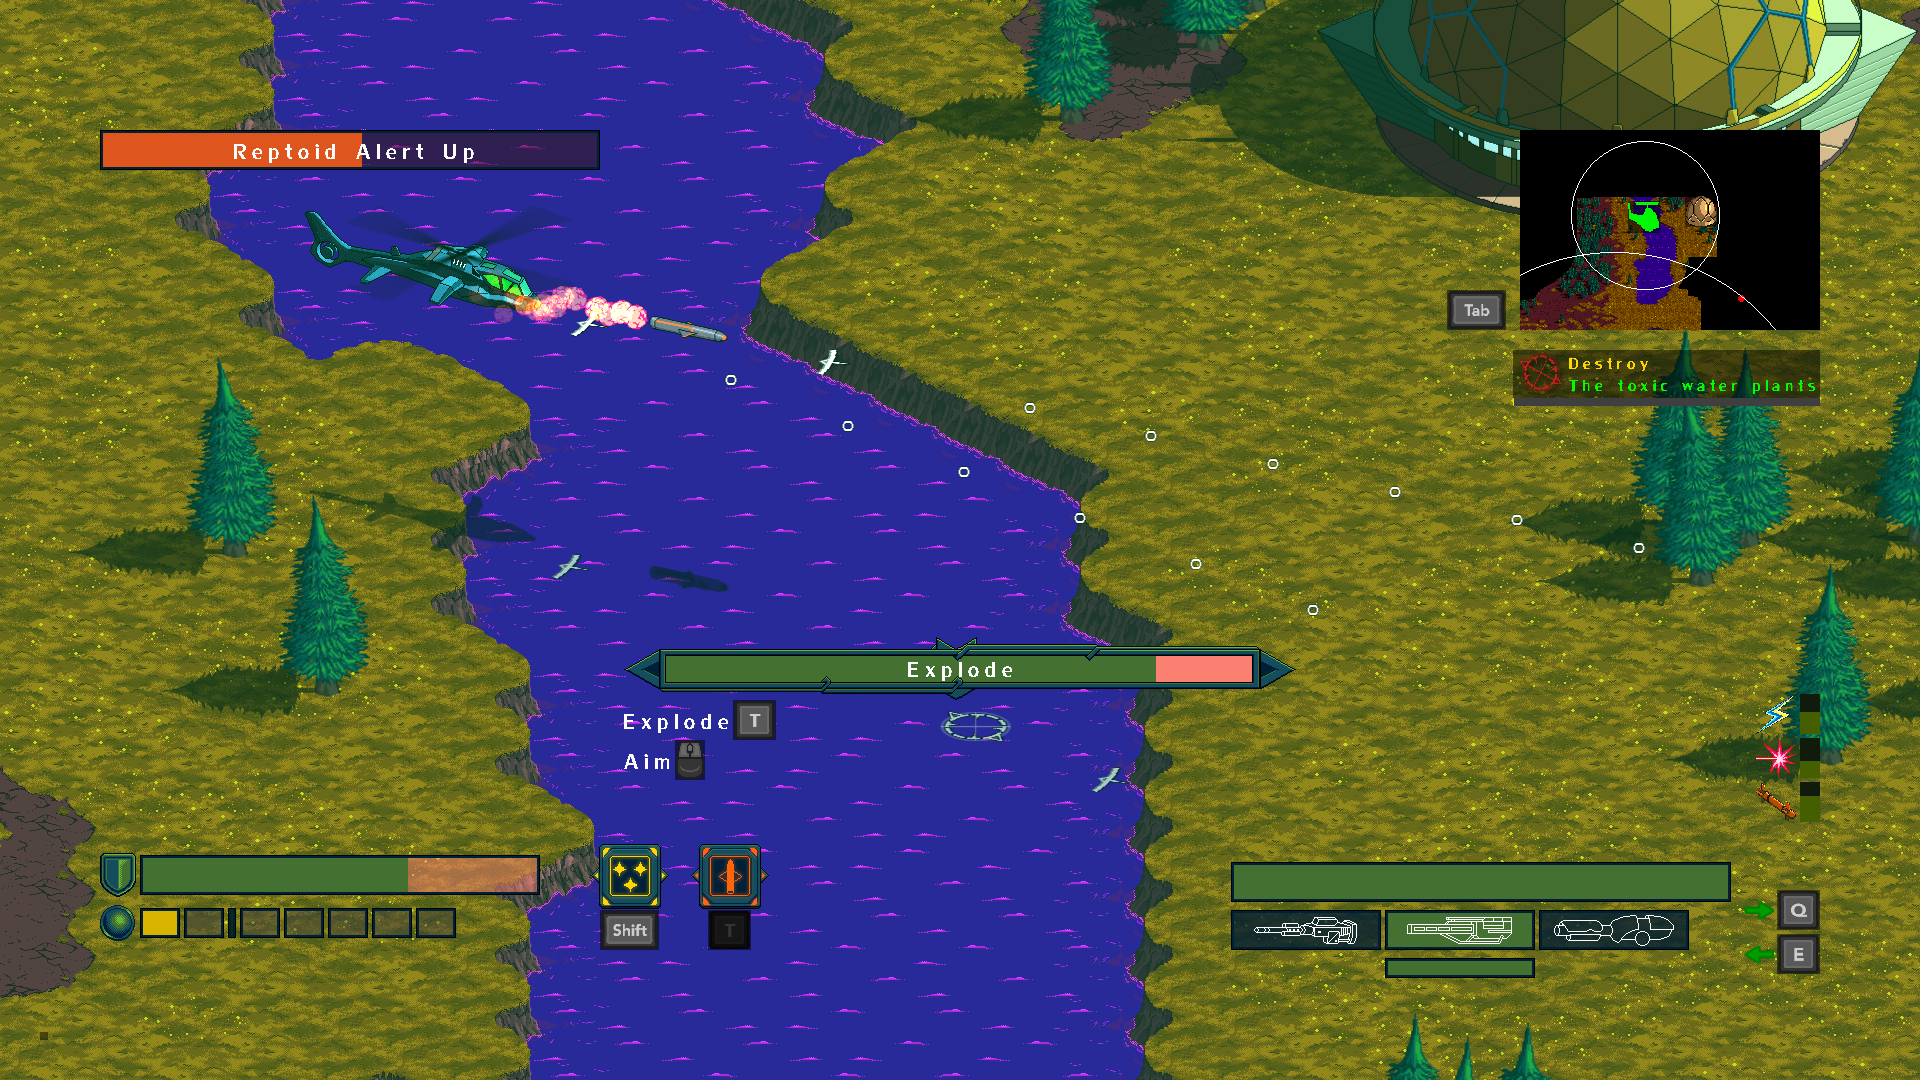 Reptoid Alert Up
Tab
Destroy
The toxic water plants
Explode
Explode T
Aim
Shift
T
Q
E